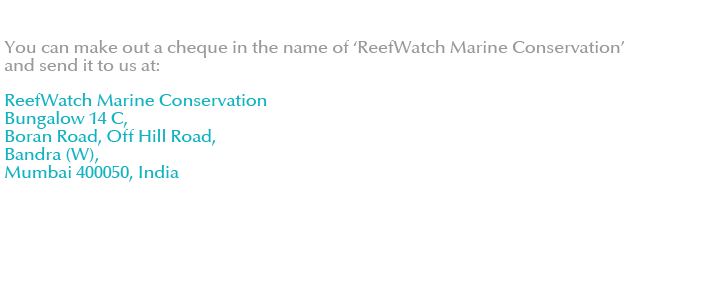 You can make out a cheque in the name of ‘ReefWatch Marine Conservation’
and send it to us at:
ReefWatch Marine Conservation
Bungalow 14 C,
Boran Road, Off Hill Road,
Bandra (W),
Mumbai 400050, India